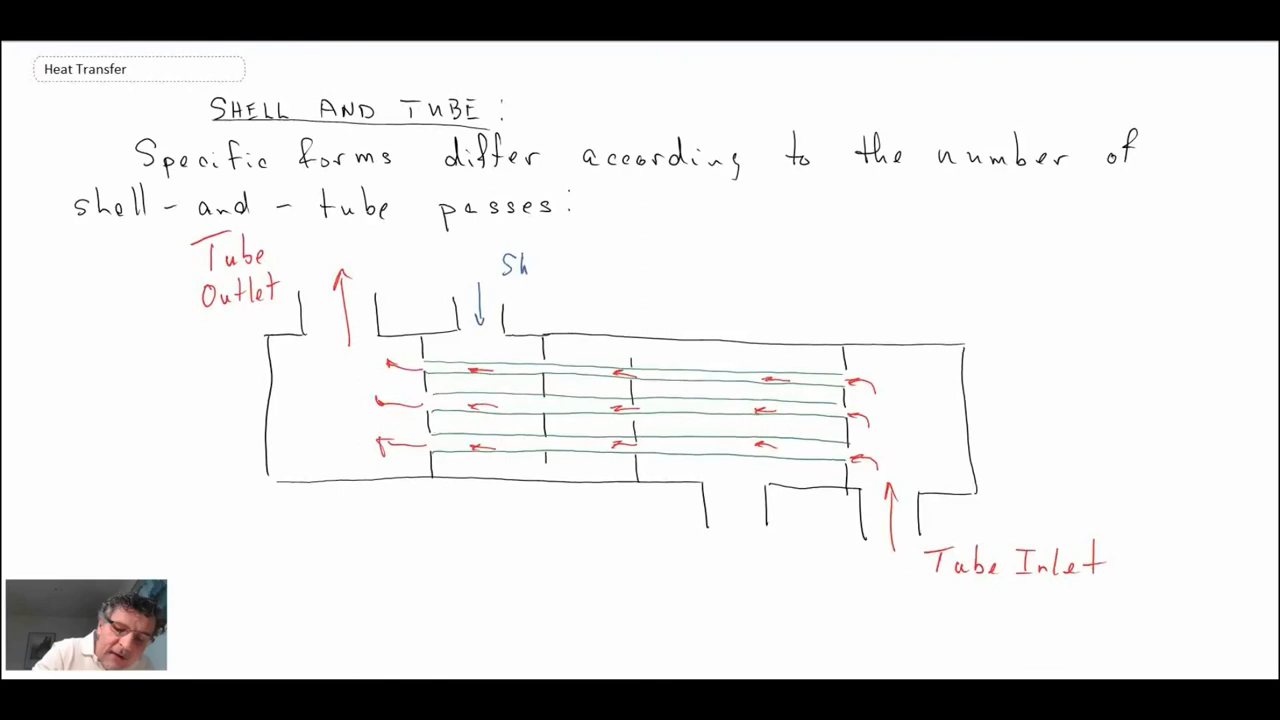 Heat Transfer
SHELL AND TUBE:
Specific forms differ according to the number of
shell-and-tube passes:
Tube
Outlet
Sh
Tube Inlet